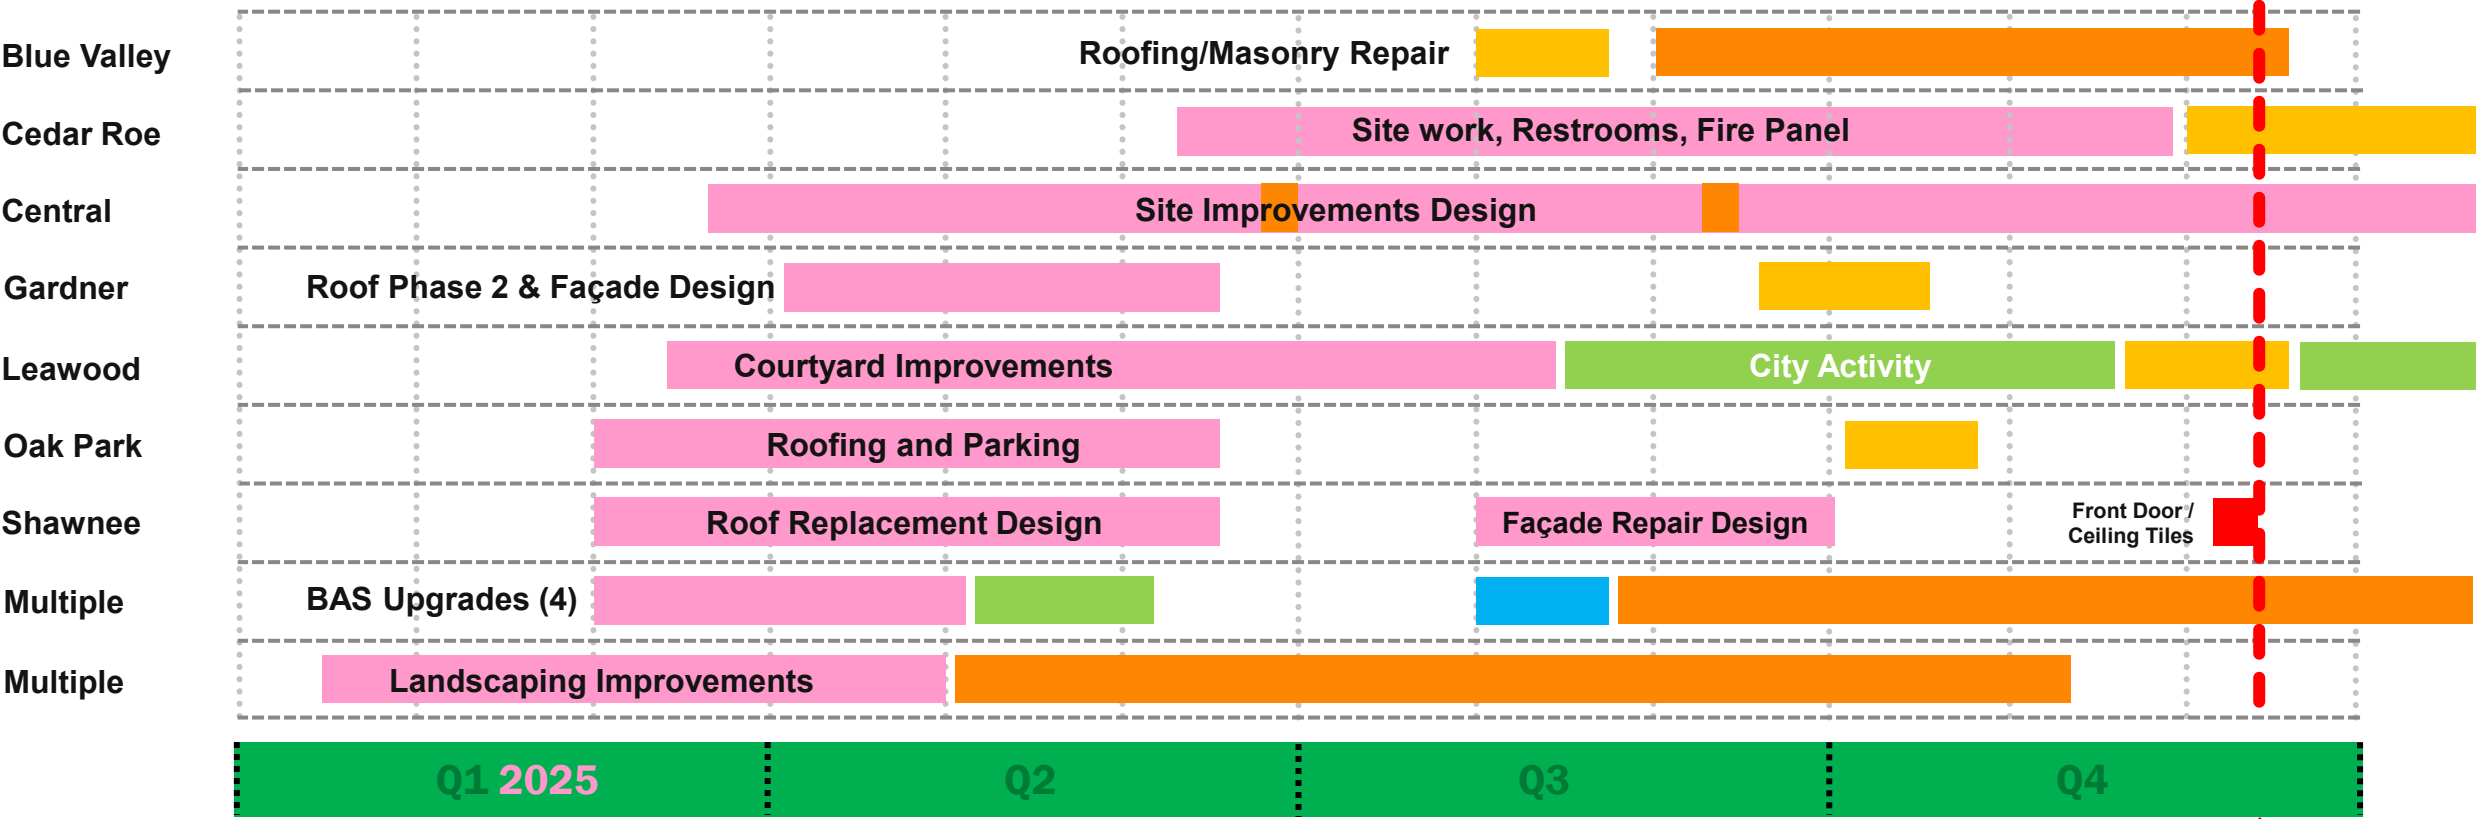 Blue Valley
Roofing/Masonry Repair
Cedar Roe
Site work, Restrooms, Fire Panel
Central
Site Improvements Design
Gardner
Roof Phase 2 & Façade Design
Leawood
Courtyard Improvements
City Activity
Oak Park
Roofing and Parking
Shawnee
Roof Replacement Design
Façade Repair Design
Front Door /
Ceiling Tiles
Multiple
BAS Upgrades (4)
Multiple
Landscaping Improvements
Q1 2025
Q2
Q3
Q4